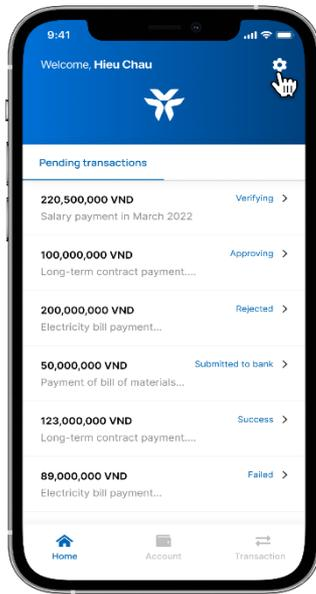 9:41
Welcome, Hieu Chau
Pending transactions
220,500,000 VND Verifying
Salary payment in March 2022
100,000,000 VND Approving
Long-term contract payment....
200,000,000 VND Rejected
Electricity bill payment...
50,000,000 VND Submitted to bank
Payment of bill of materials...
123,000,000 VND Success
Long-term contract payment....
89,000,000 VND Failed
Electricity bill payment...
Home Account Transaction